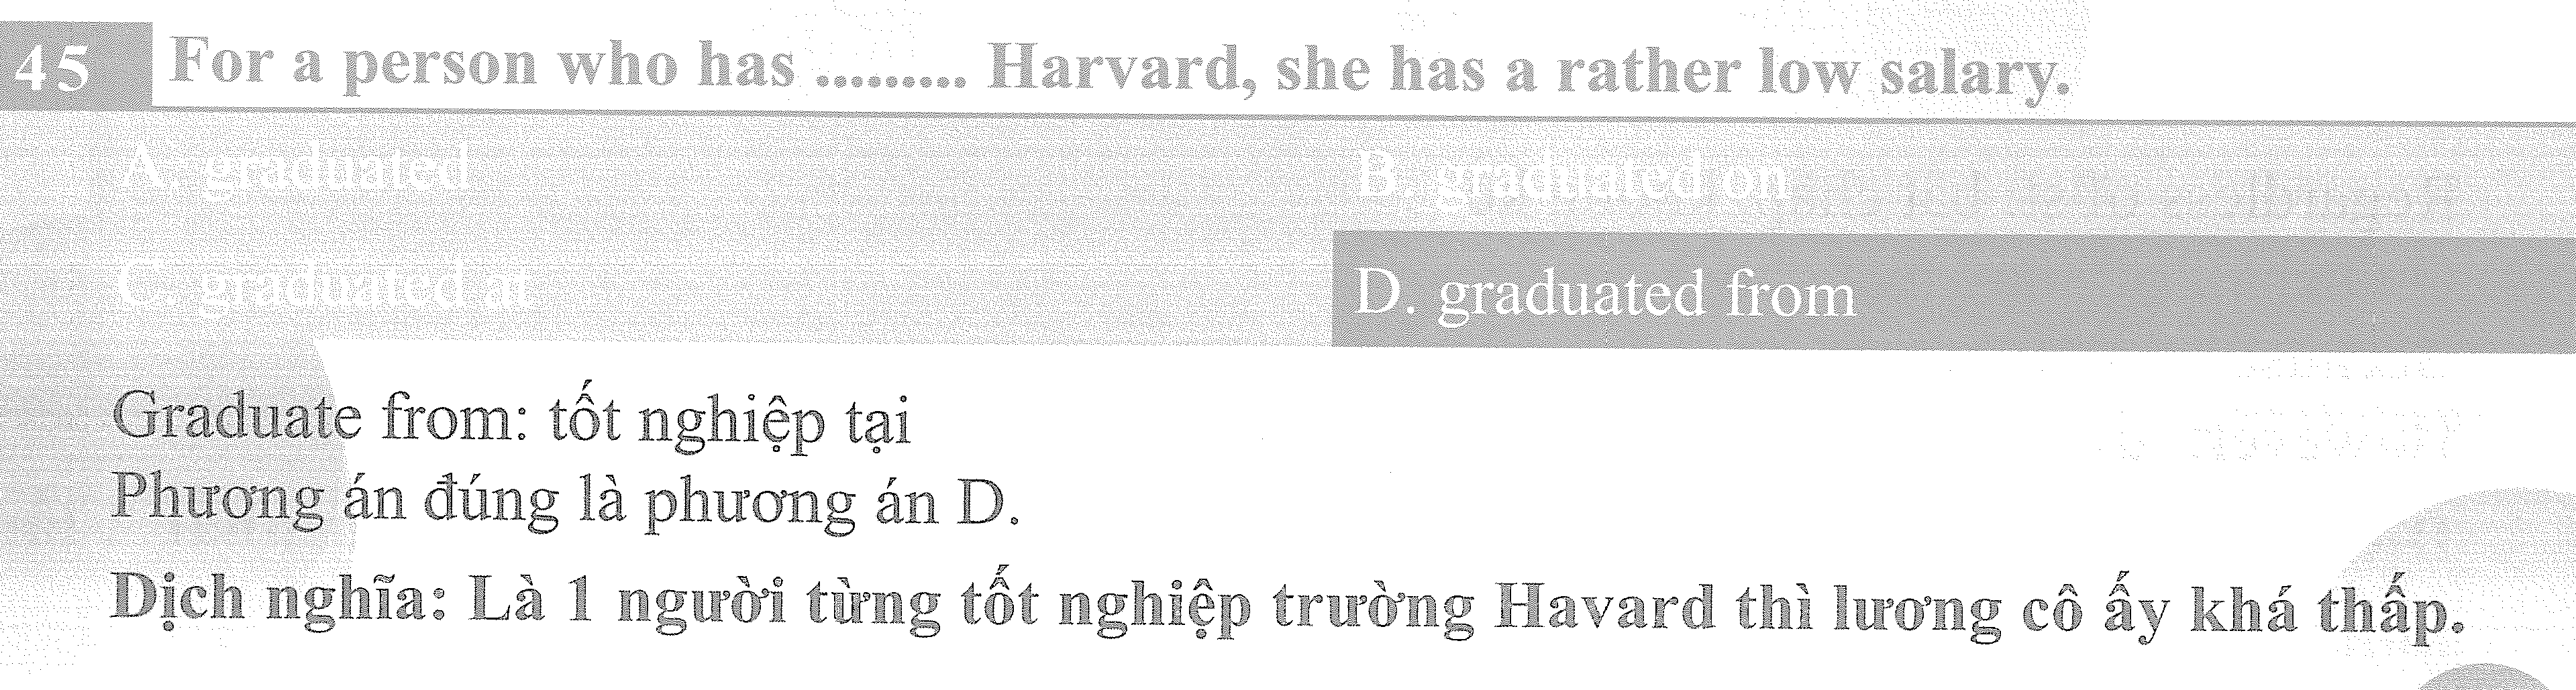 45 For a person who has ......... Harvard, she has a rather low salary.
A. graduated B. graduated on
C. graduated at D. graduated from
Graduate from: tốt nghiệp tại
Phương án đúng là phương án D.
Dịch nghĩa: Là 1 người từng tốt nghiệp trường Havard thì lương cô ấy khá thấp.